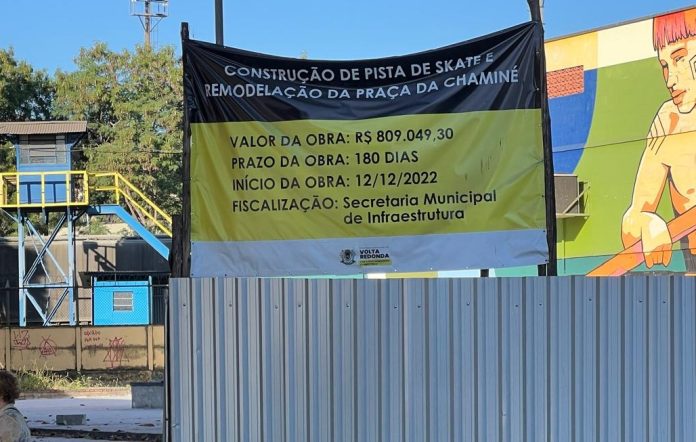 CONSTRUÇÃO DE PISTA DE SKATE E
REMODELAÇÃO DA PRAÇA DA CHAMINÉ
VALOR DA OBRA: R$ 809.049,30
PRAZO DA OBRA: 180 DIAS
INÍCIO DA OBRA: 12/12/2022
FISCALIZAÇÃO: Secretaria Municipal
de Infraestrutura
VOLTA
REDONDA